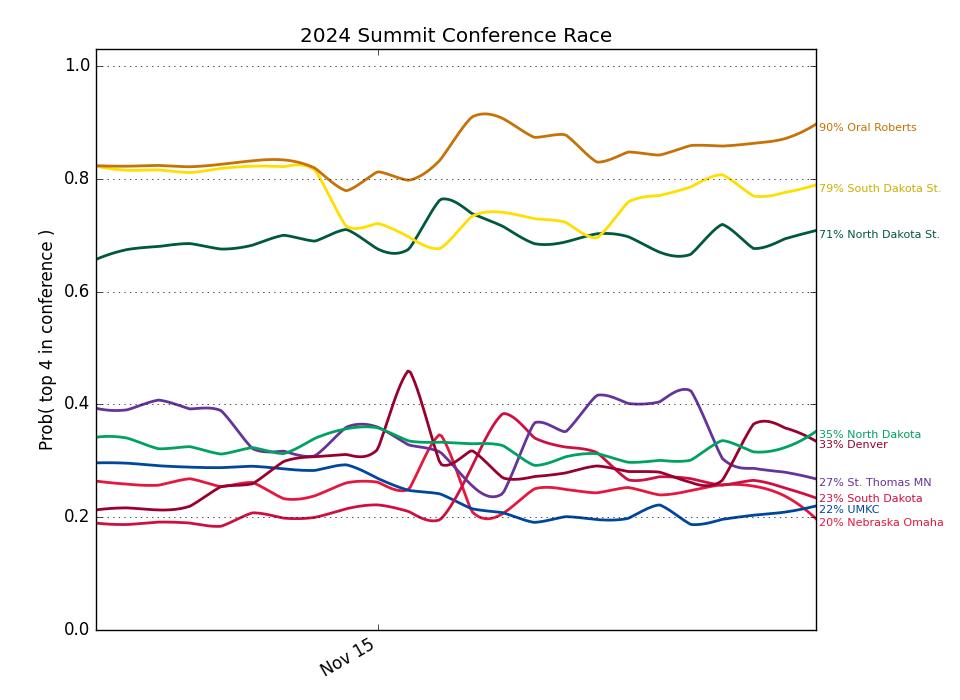 2024 Summit Conference Race
Prob( top 4 in conference )
1.0
0.8
0.6
0.4
0.2
0.0
Nov 15
90% Oral Roberts
79% South Dakota St.
71% North Dakota St.
35% North Dakota
33% Denver
27% St. Thomas MN
23% South Dakota
22% UMKC
20% Nebraska Omaha